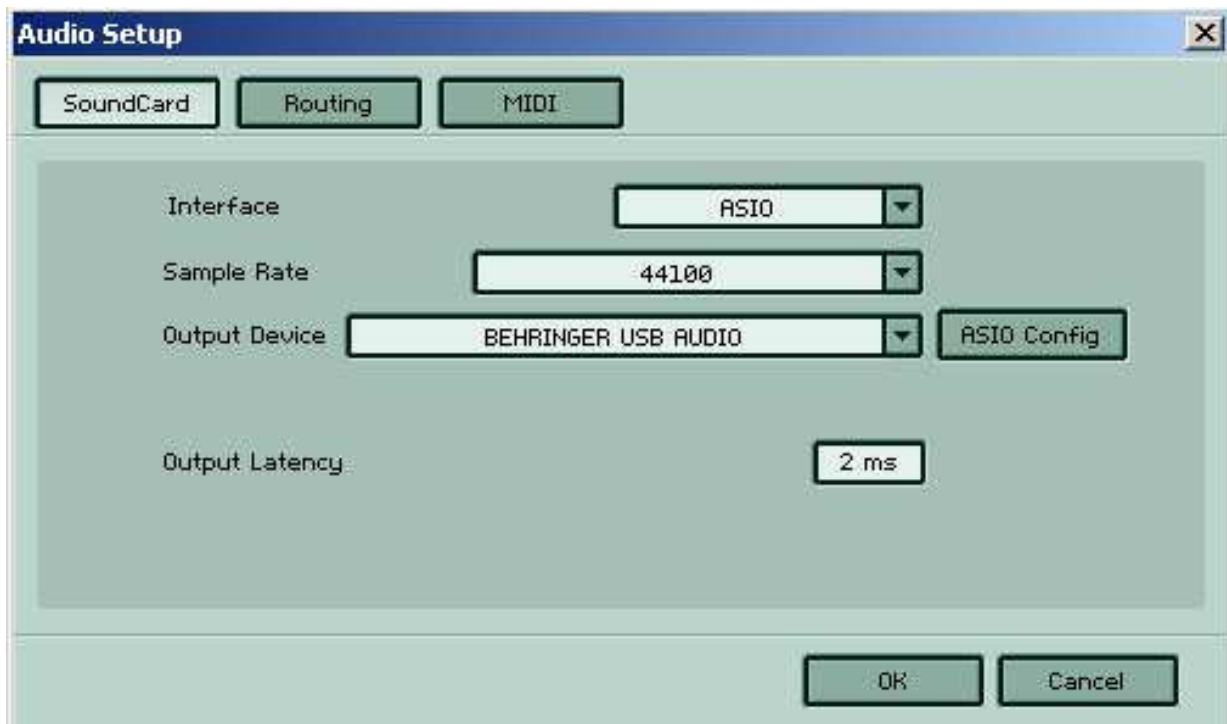 Audio Setup
SoundCard Routing MIDI
Interface ASIO
Sample Rate 44100
Output Device BEHRINGER USB AUDIO ASIO Config
Output Latency 2 ms
OK Cancel